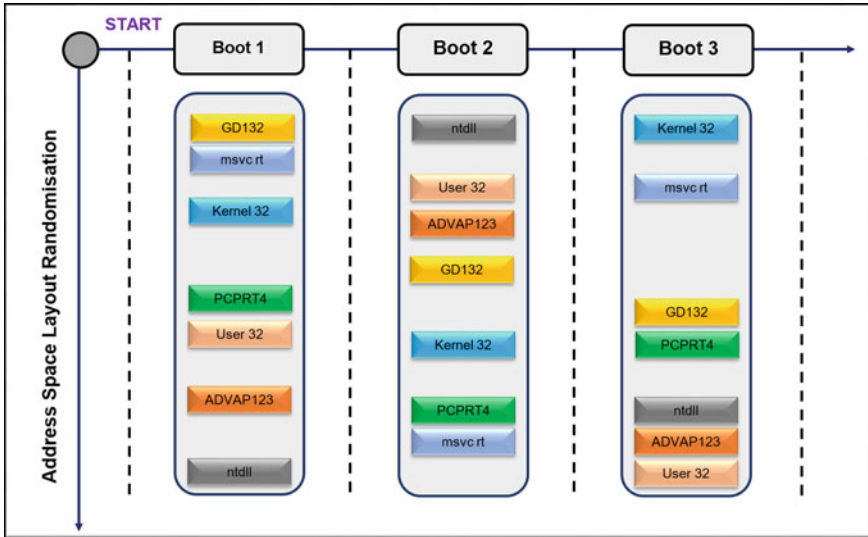 START
Boot 1
Boot 2
Boot 3
Address Space Layout Randomisation
GD132
msvc rt
Kernel 32
PCPRT4
User 32
ADVAP123
ntdll
ntdll
User 32
ADVAP123
GD132
Kernel 32
PCPRT4
msvc rt
Kernel 32
msvc rt
GD132
PCPRT4
ntdll
ADVAP123
User 32